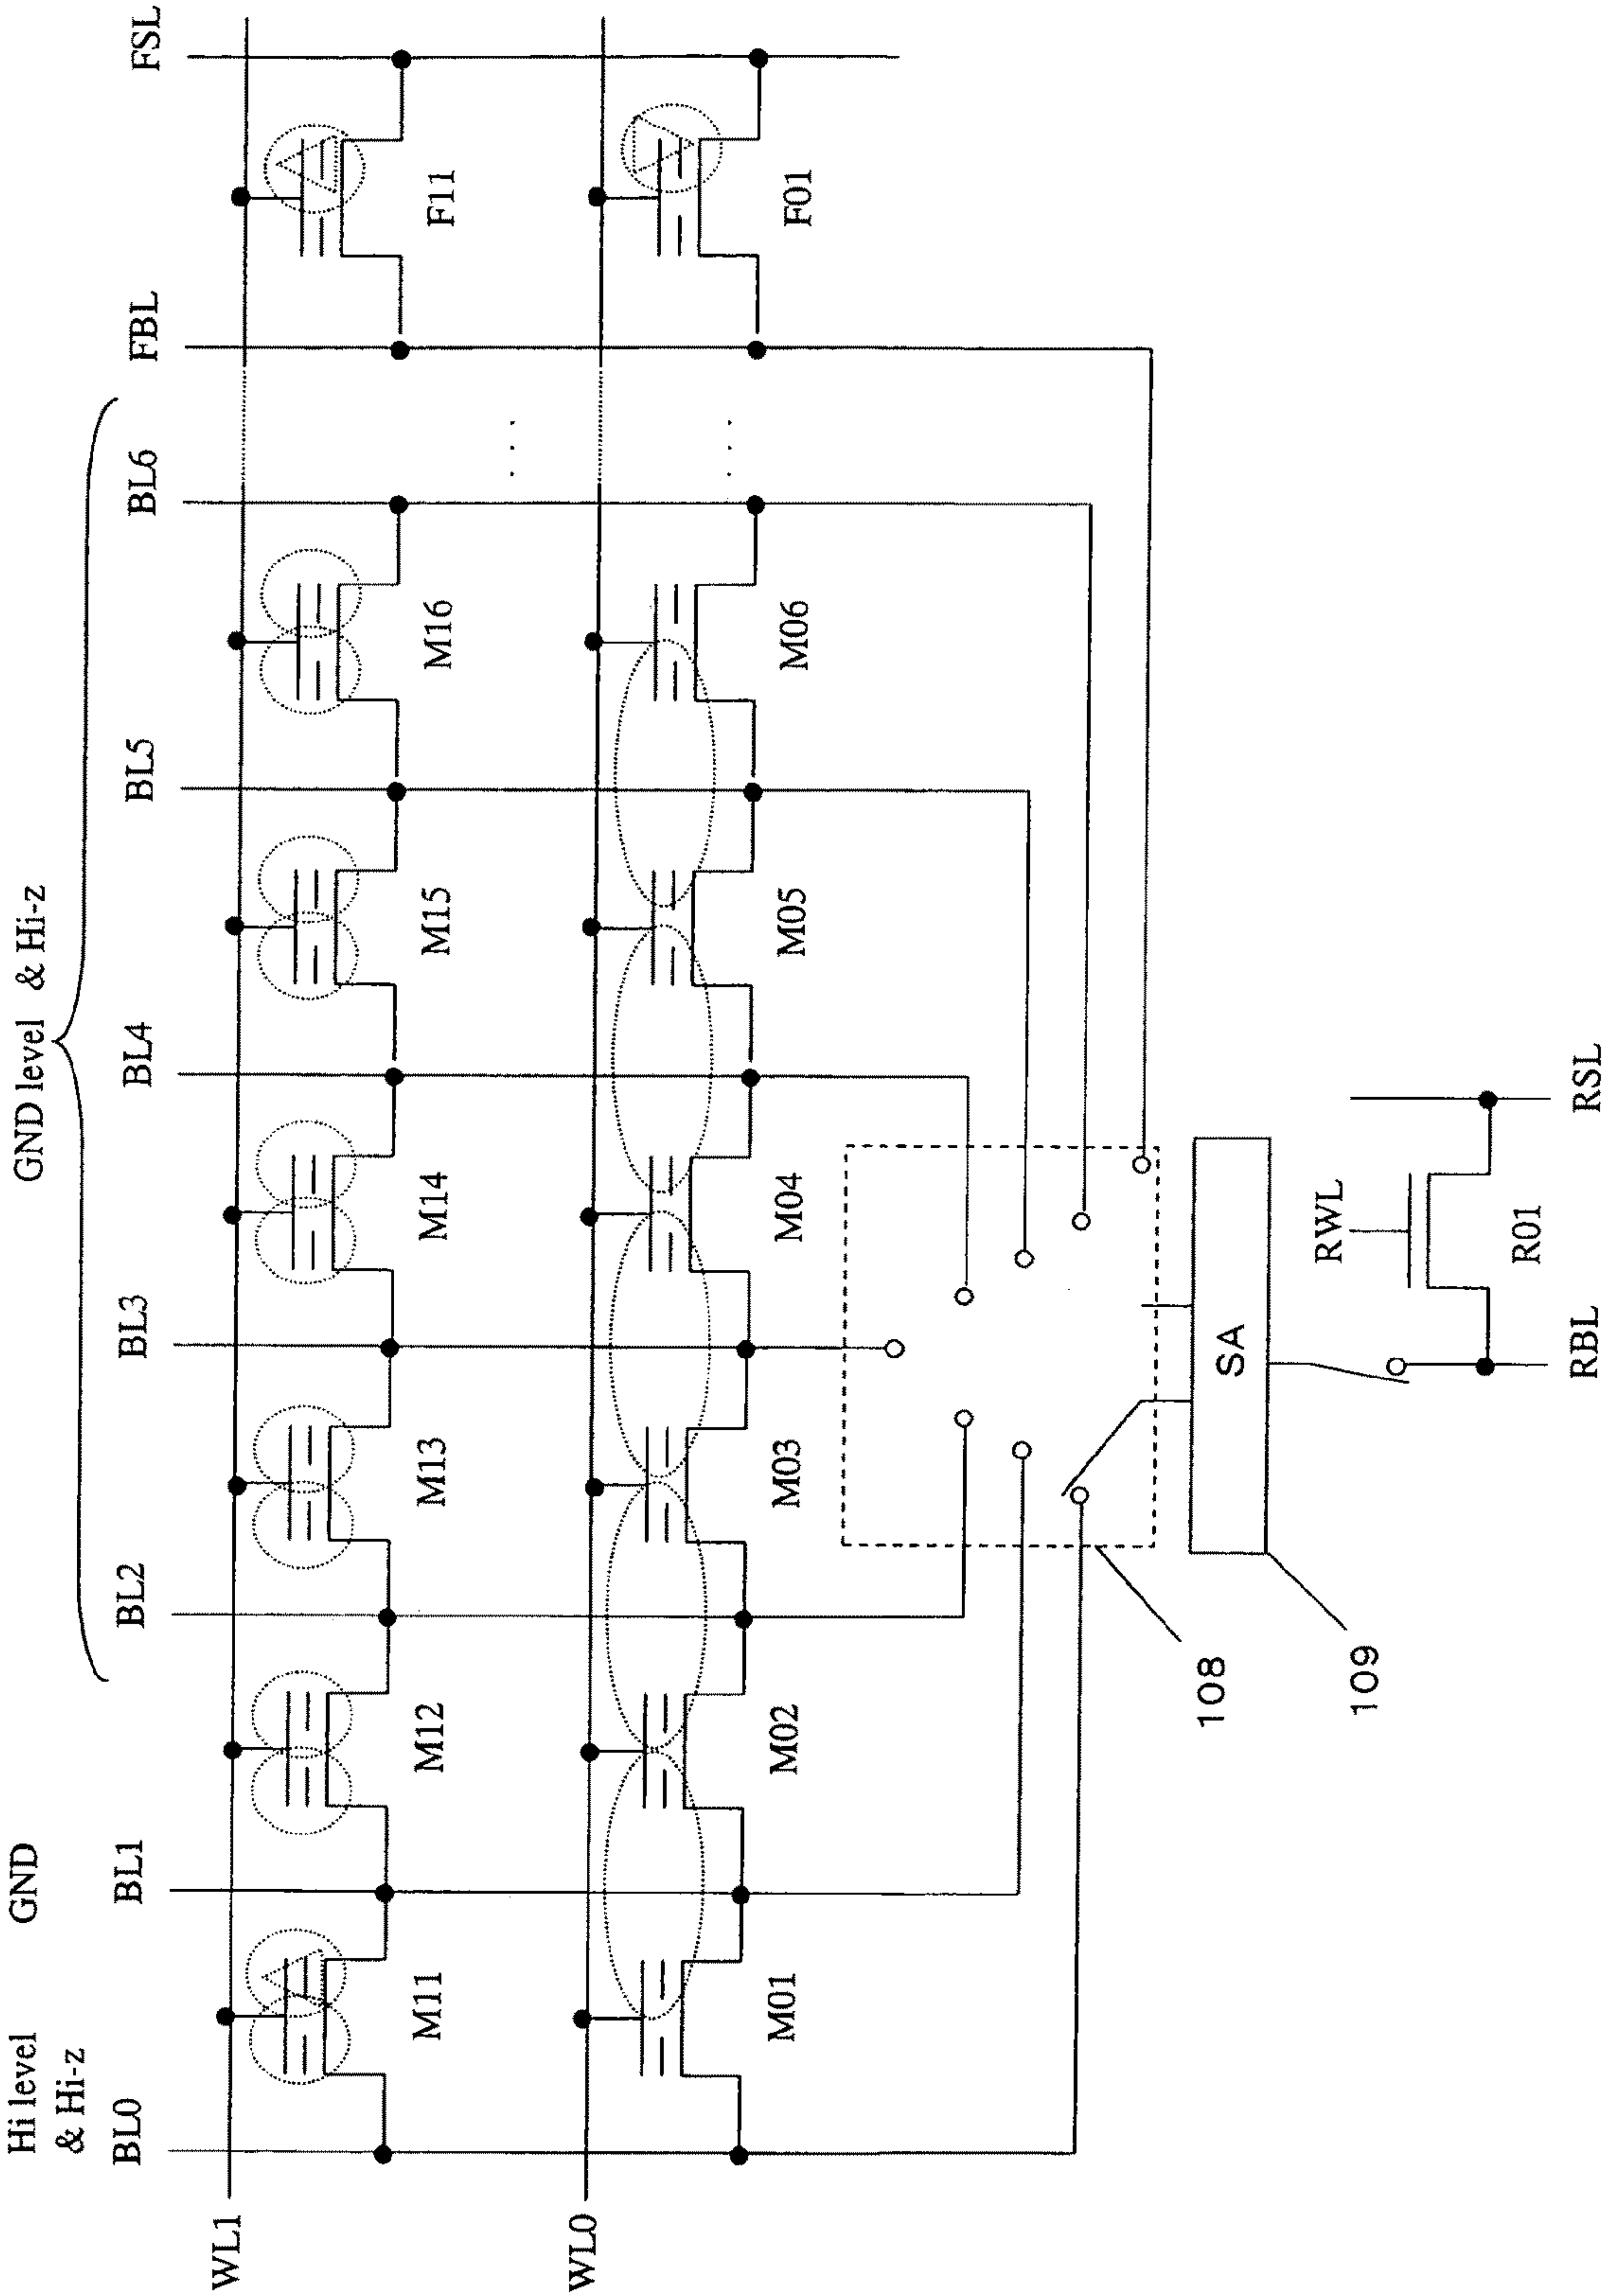 Hi level
& Hi-z
GND
GND level & Hi-z
BL0
BL1
BL2
BL3
BL4
BL5
BL6
FBL
FSL
WL1
M11
M12
M13
M14
M15
M16
F11
WL0
M01
M02
M03
M04
M05
M06
F01
108
SA
109
RWL
R01
RBL
RSL